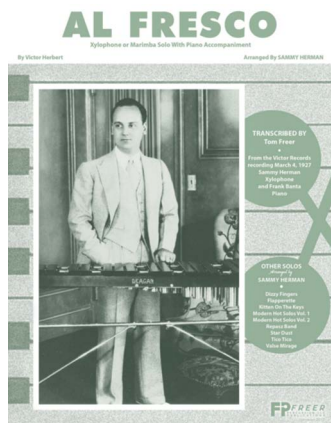 AL FRESCO
Xylophone or Marimba Solo With Piano Accompaniment
By Victor Herbert
Arranged By SAMMY HERMAN
TRANSCRIBED BY
Tom Freer
From the Victor Records
recording March 4, 1927
Sammy Herman
Xylophone
and Frank Banta
Piano
DEAGAN
OTHER SOLOS
Arranged by
SAMMY HERMAN
Dizzy Fingers
Flapperette
Kitten On The Keys
Modern Hot Solos Vol. 1
Modern Hot Solos Vol. 2
Repasz Band
Star Dust
Tico Tico
Valse Mirage
FP FREER